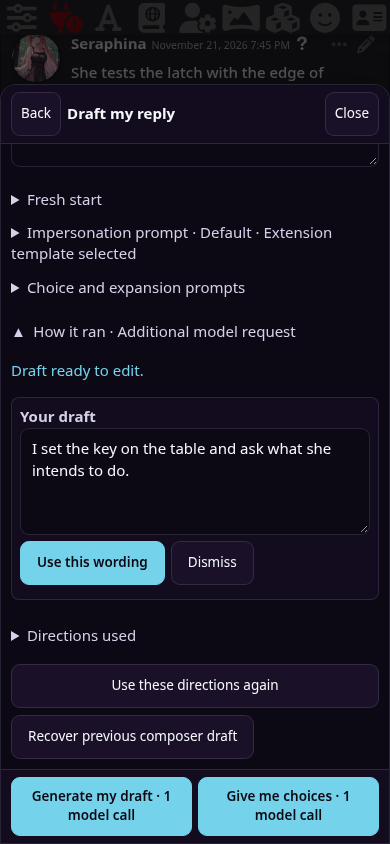 Seraphina November 21, 2026 7:45 PM ?
She tests the latch with the edge of
Back Draft my reply Close
Fresh start
Impersonation prompt · Default · Extension
template selected
Choice and expansion prompts
How it ran · Additional model request
Draft ready to edit.
Your draft
I set the key on the table and ask what she
intends to do.
Use this wording Dismiss
Directions used
Use these directions again
Recover previous composer draft
Generate my draft · 1
model call
Give me choices · 1
model call